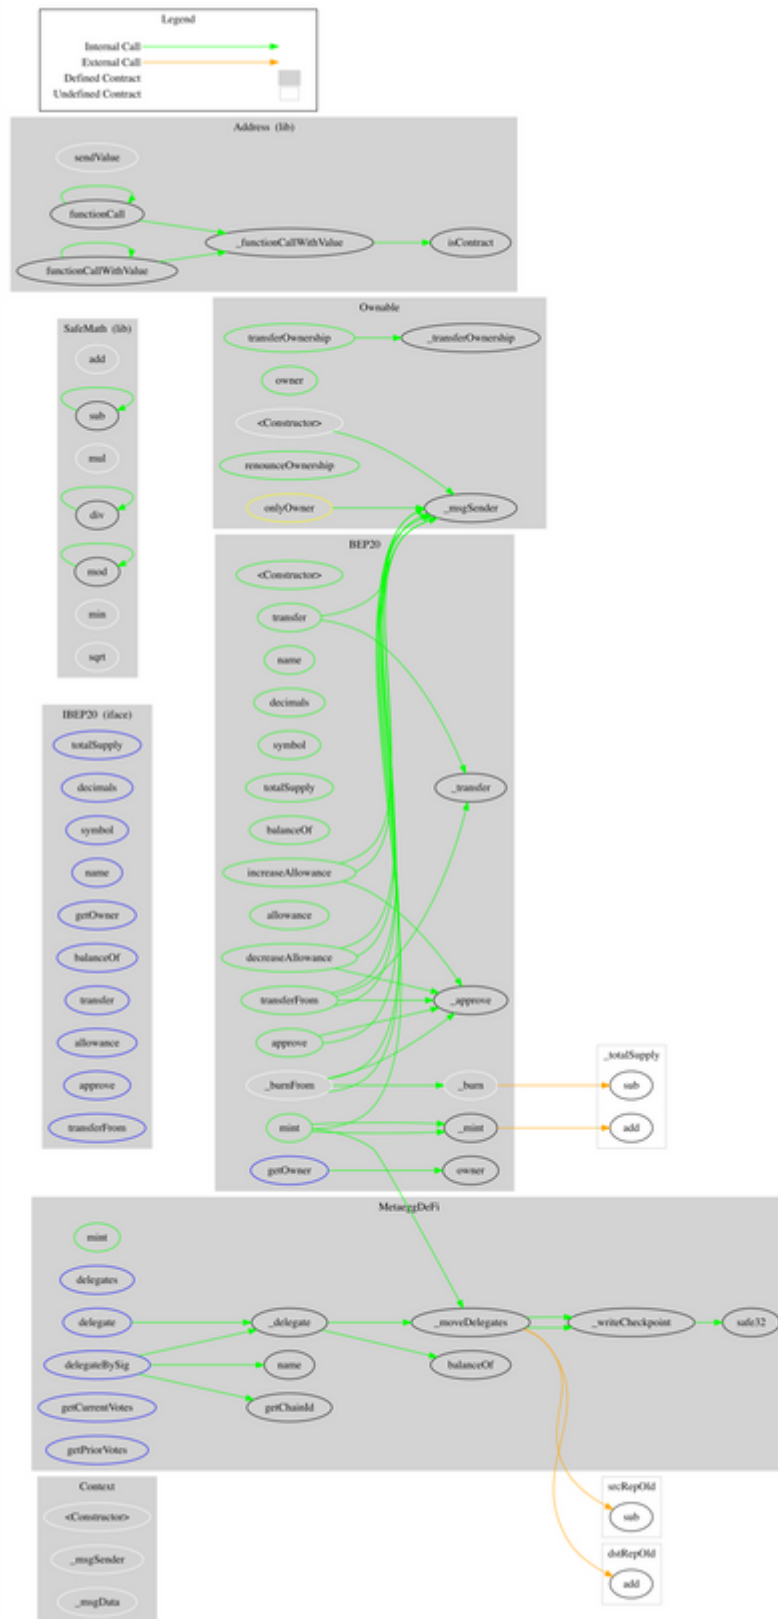 Legend
Internal Call
External Call
Defined Contract
Undefined Contract
Address (lib)
sendValue
functionCall
_functionCallWithValue
isContract
functionCallWithValue
Ownable
transferOwnership
_transferOwnership
owner
<Constructor>
renounceOwnership
onlyOwner
_msgSender
SafeMath (lib)
add
sub
mul
div
mod
min
sqrt
BEP20
<Constructor>
transfer
name
decimals
symbol
totalSupply
_transfer
balanceOf
increaseAllowance
allowance
decreaseAllowance
transferFrom
_approve
approve
_burnFrom
_burn
mint
_mint
getOwner
owner
IBEP20 (iface)
totalSupply
decimals
symbol
name
getOwner
balanceOf
transfer
allowance
approve
transferFrom
_totalSupply
sub
add
MetaeggDeFi
mint
delegates
delegate
_delegate
_moveDelegates
_writeCheckpoint
safe32
delegateBySig
name
balanceOf
getCurrentVotes
getChainId
getPriorVotes
Context
<Constructor>
_msgSender
_msgData
srcRepOld
sub
dstRepOld
add